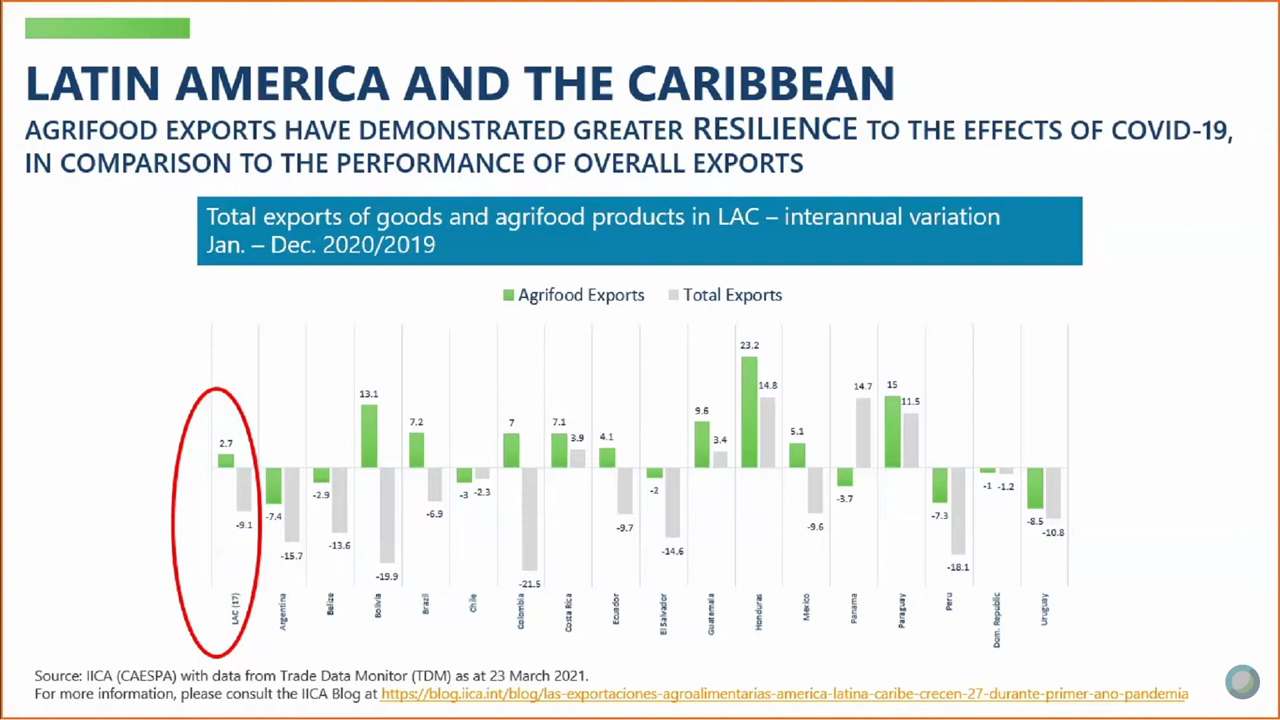 LATIN AMERICA AND THE CARIBBEAN
AGRIFOOD EXPORTS HAVE DEMONSTRATED GREATER RESILIENCE TO THE EFFECTS OF COVID-19,
IN COMPARISON TO THE PERFORMANCE OF OVERALL EXPORTS
Total exports of goods and agrifood products in LAC – interannual variation
Jan. – Dec. 2020/2019
Agrifood Exports Total Exports
2.7 -9.1
-7.4 -15.7
-2.9 -13.6
13.1 -19.9
7.2 -6.9
-3 -2.3
7 -21.5
7.1 3.9
4.1 -9.7
-2 -14.6
9.6 3.4
23.2 14.8
5.1 -9.6
-3.7 14.7
15 11.5
-7.3 -18.1
-1 -1.2
-8.5 -10.8
LAC (17)
Argentina
Belize
Bolivia
Brazil
Chile
Colombia
Costa Rica
Ecuador
El Salvador
Guatemala
Honduras
Mexico
Panama
Paraguay
Peru
Dom. Republic
Uruguay
Source: IICA (CAESPA) with data from Trade Data Monitor (TDM) as at 23 March 2021.
For more information, please consult the IICA Blog at https://blog.iica.int/blog/las-exportaciones-agroalimentarias-america-latina-caribe-crecen-27-durante-primer-ano-pandemia